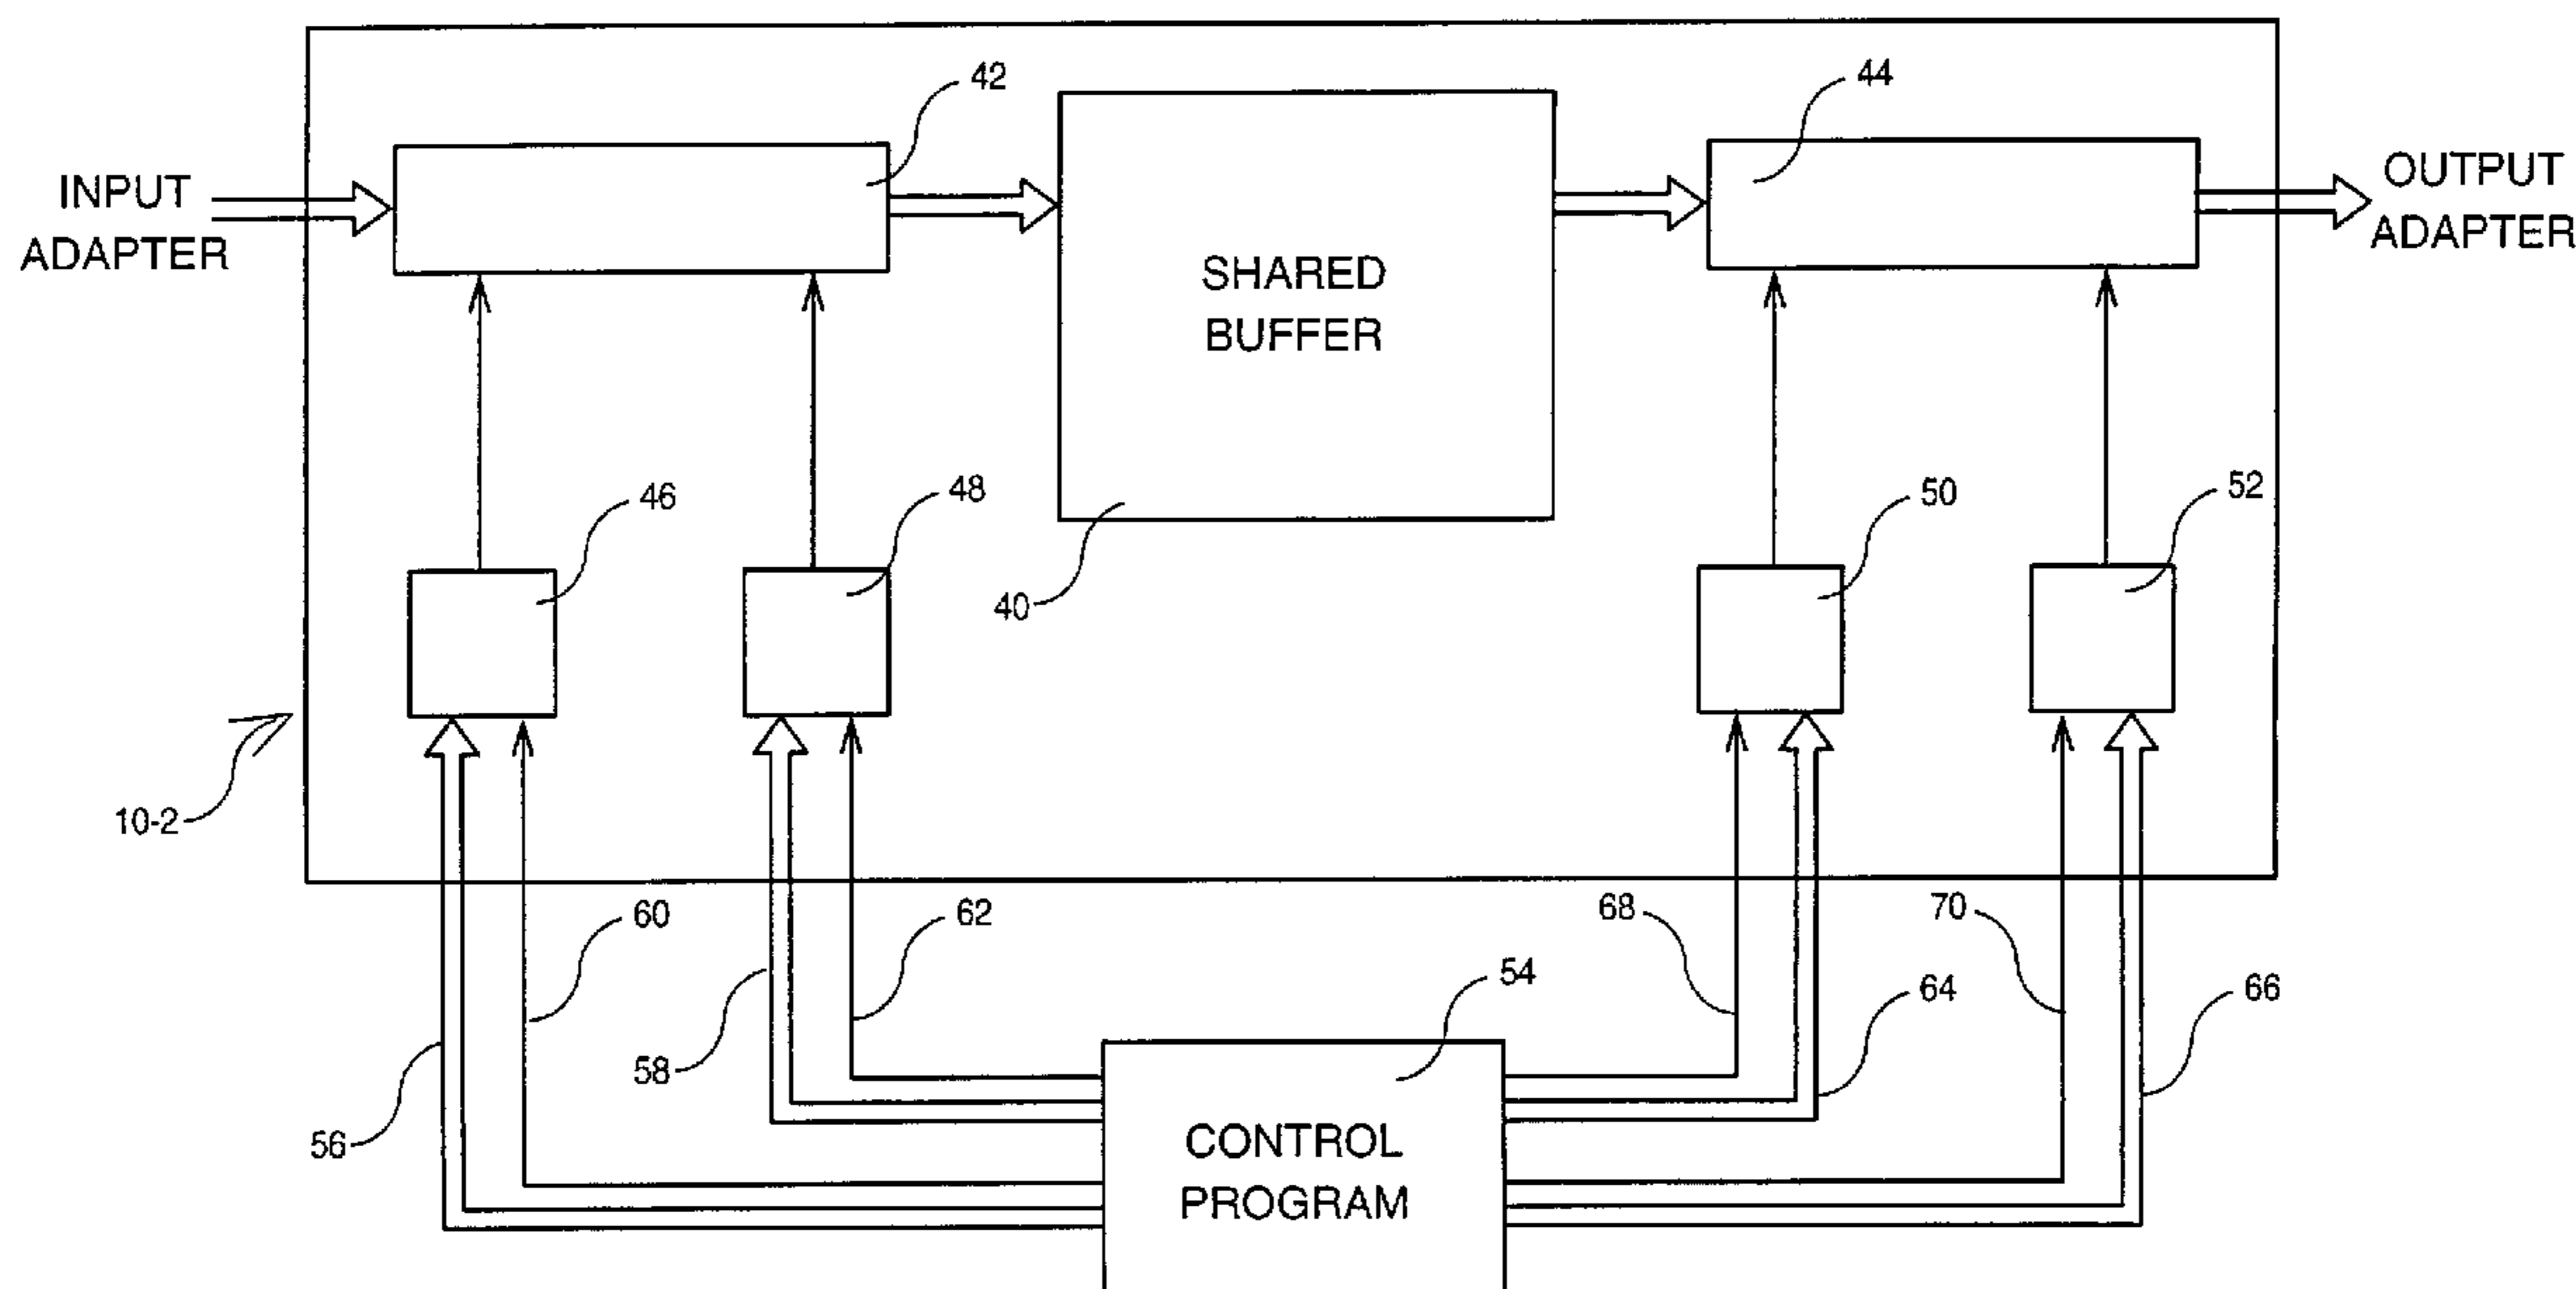 42
44
INPUT
ADAPTER
OUTPUT
ADAPTER
SHARED
BUFFER
46
48
50
52
40
10-2
60
62
68
70
54
64
66
58
56
CONTROL
PROGRAM